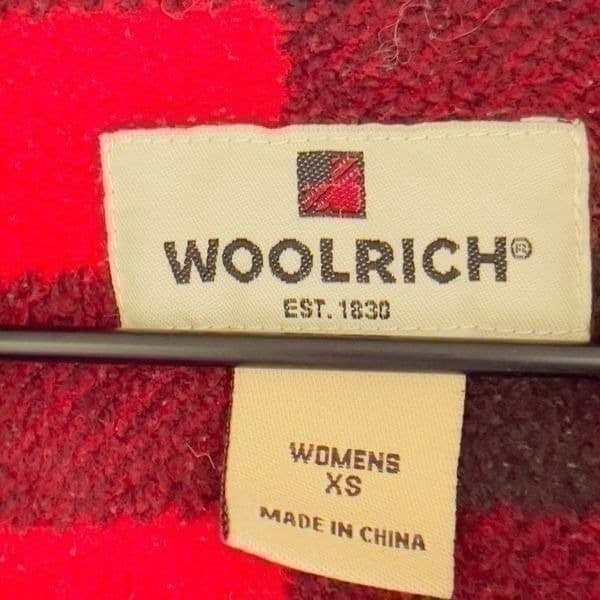 WOOLRICH®
EST. 1830
WOMENS
XS
MADE IN CHINA